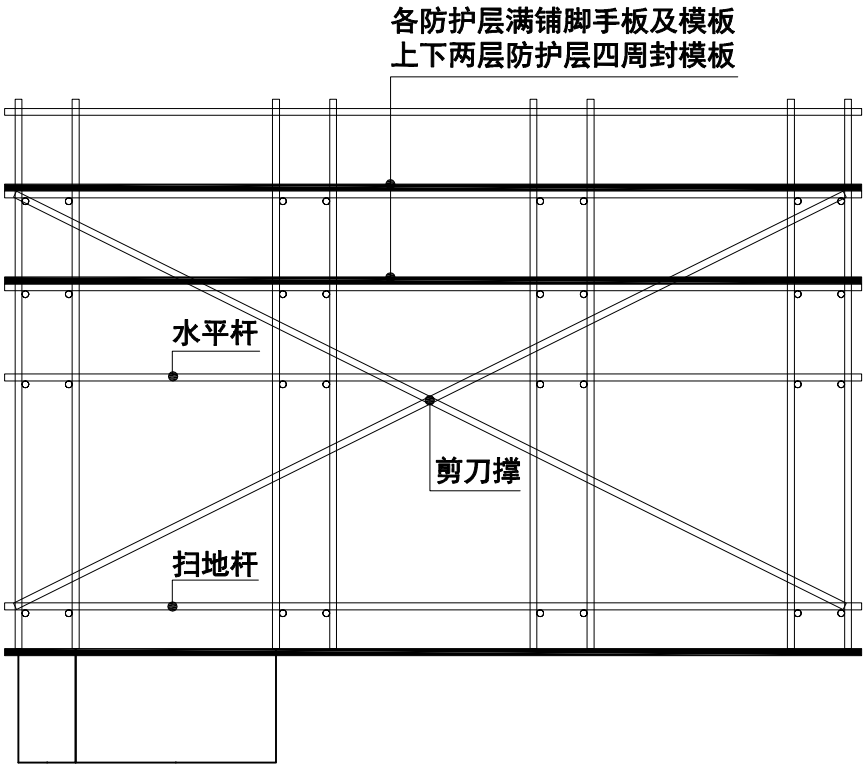 各防护层满铺脚手板及模板
上下两层防护层四周封模板
水平杆
剪刀撑
扫地杆